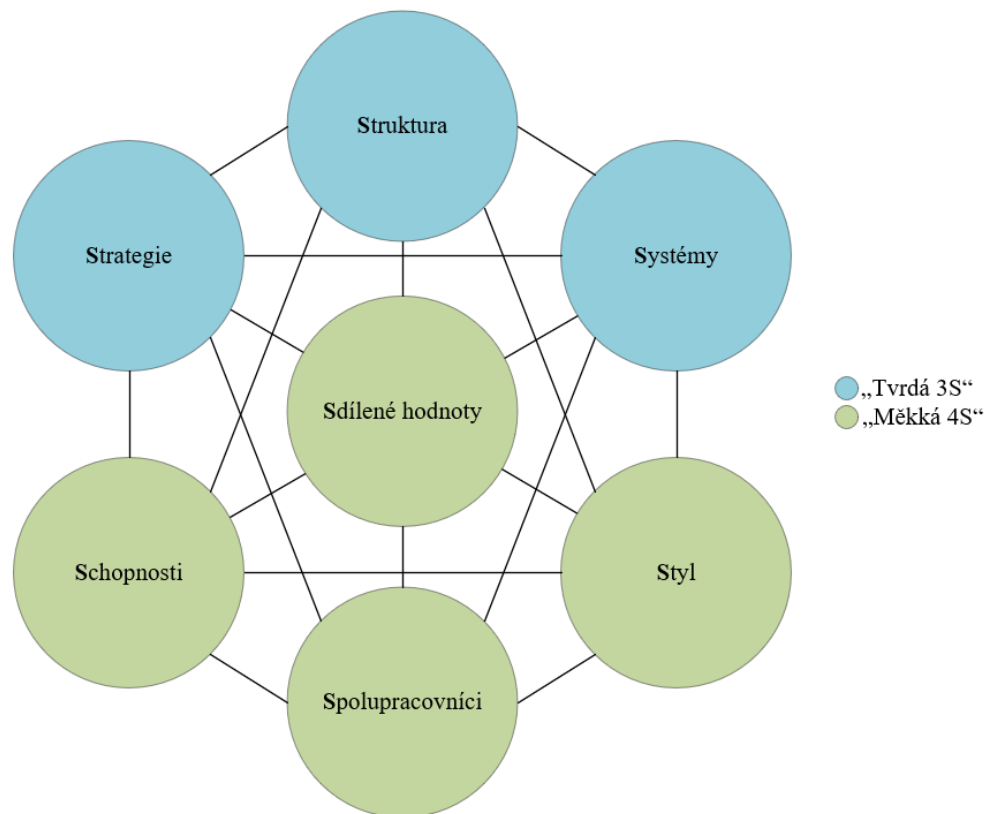 Struktura
Strategie
Systémy
Sdílené hodnoty
„Tvrdá 3S“
„Měkká 4S“
Schopnosti
Styl
Spolupracovníci